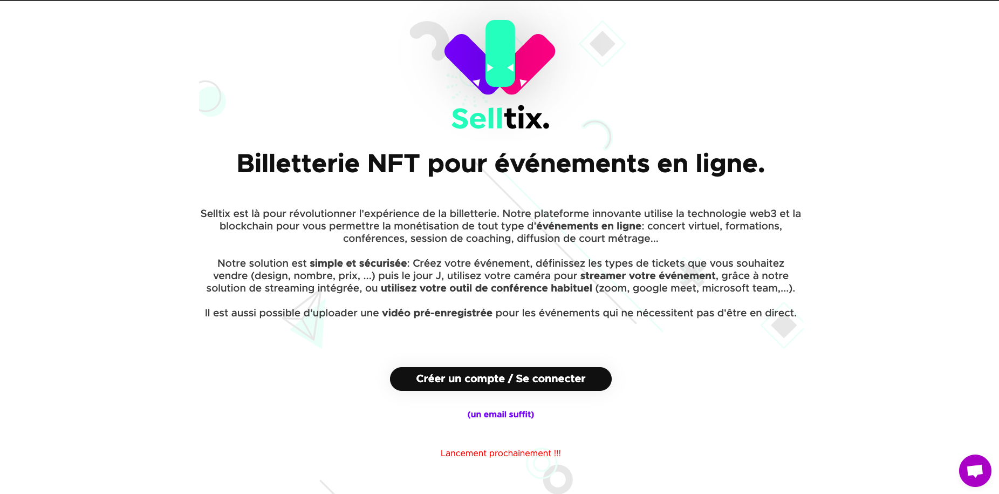 Selltix.
Billetterie NFT pour événements en ligne.
Selltix est là pour révolutionner l'expérience de la billetterie. Notre plateforme innovante utilise la technologie web3 et la
blockchain pour vous permettre la monétisation de tout type d'événements en ligne: concert virtuel, formations,
conférences, session de coaching, diffusion de court métrage...
Notre solution est simple et sécurisée: Créez votre événement, définissez les types de tickets que vous souhaitez
vendre (design, nombre, prix, ...) puis le jour J, utilisez votre caméra pour streamer votre événement, grâce à notre
solution de streaming intégrée, ou utilisez votre outil de conférence habituel (zoom, google meet, microsoft team,...).
Il est aussi possible d'uploader une vidéo pré-enregistrée pour les événements qui ne nécessitent pas d'être en direct.
Créer un compte / Se connecter
(un email suffit)
Lancement prochainement !!!